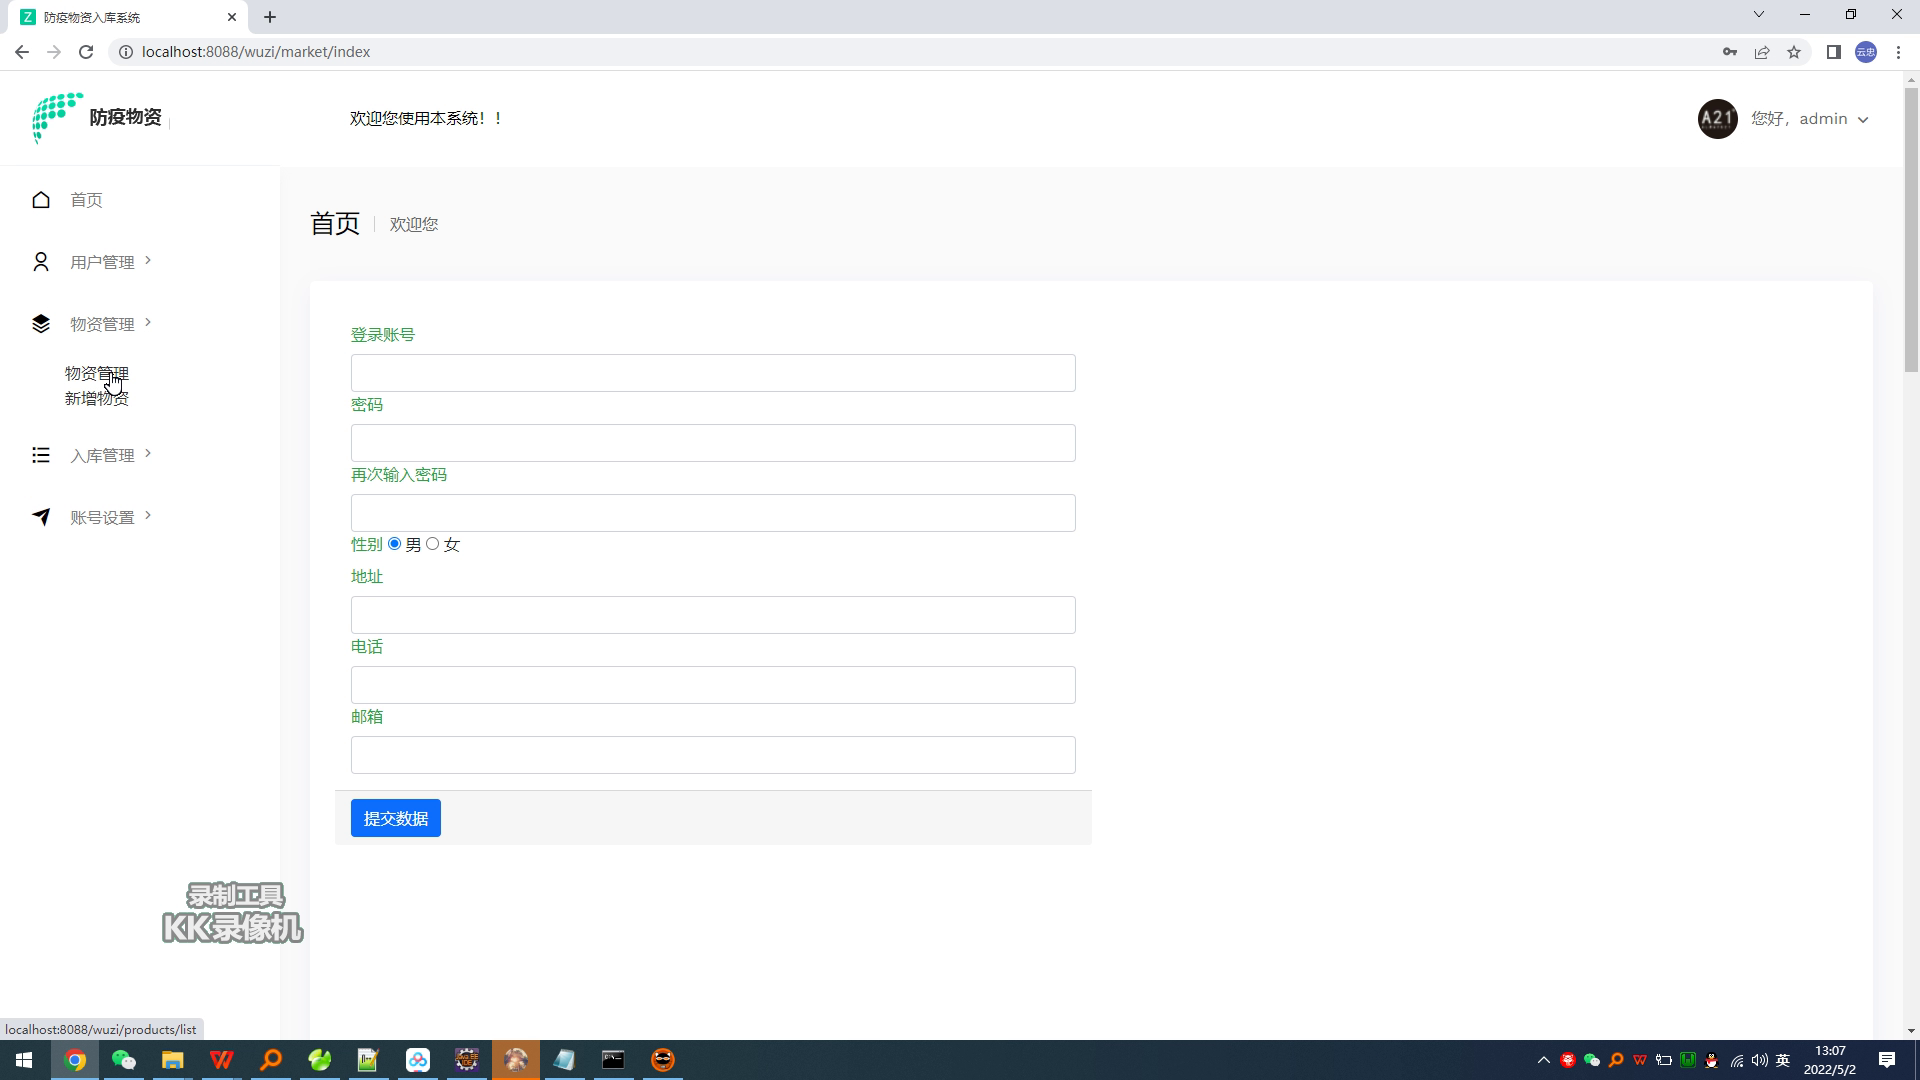 防疫物资入库系统
localhost:8088/wuzi/market/index
云忠
防疫物资
欢迎您使用本系统！！
A21
您好，admin
首页
用户管理
物资管理
物资管理
新增物资
入库管理
账号设置
首页
欢迎您
登录账号
密码
再次输入密码
性别 男 女
地址
电话
邮箱
提交数据
录制工具
KK录像机
localhost:8088/wuzi/products/list
英
13:07
2022/5/2